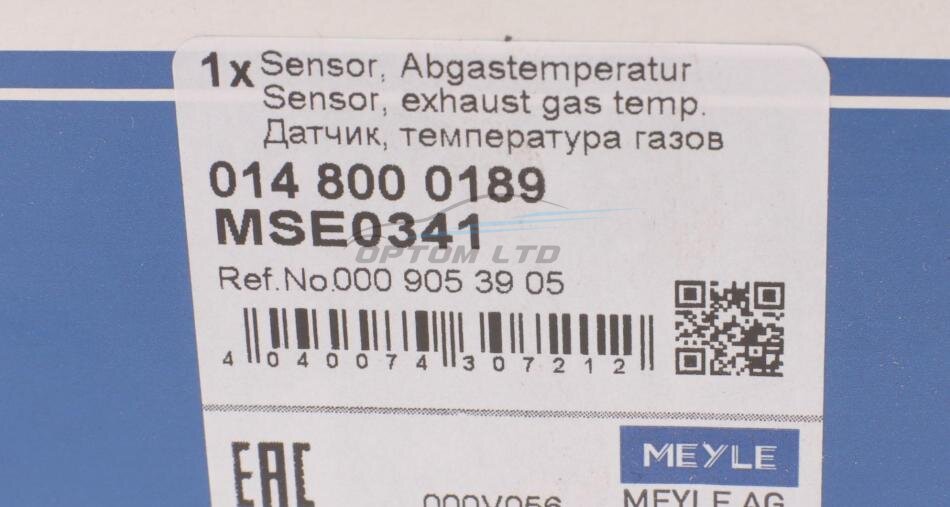 1x Sensor, Abgastemperatur
Sensor, exhaust gas temp.
Датчик, температура газов
014 800 0189
MSE0341
OPTOM LTD
Ref.No.000 905 39 05
4 040074 307212
EAC
MEYLE
000V056
MEYLE AG